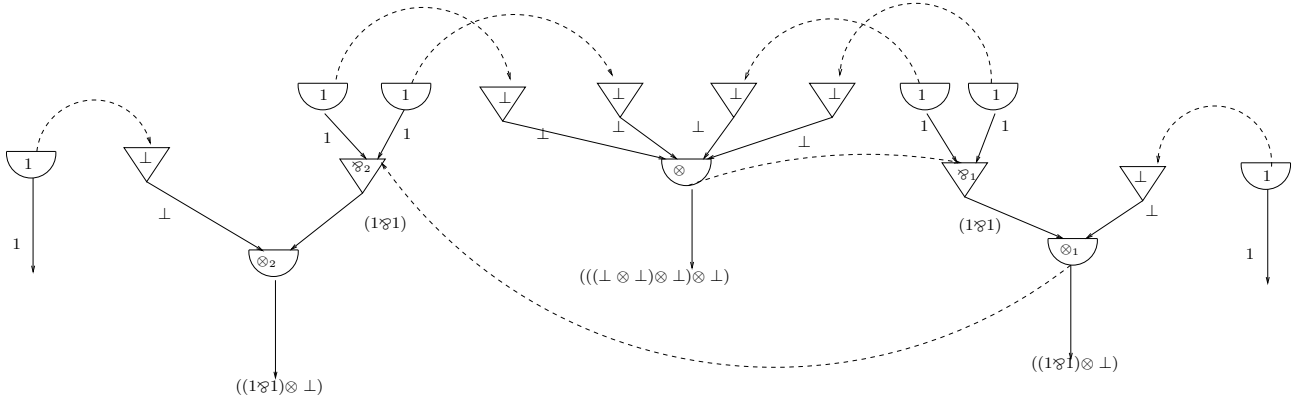 1 1 ⊥ ⊥ ⊥ ⊥ 1 1
1 1 ⊥ ⊥ ⊥ ⊥ 1 1
1 ⊥ ⅋₂ ⊗ ⅋₁ ⊥ 1
⊥ (1⅋1) (1⅋1) ⊥
1 ⊗₂ ⊗₁ 1
(((⊥ ⊗ ⊥)⊗ ⊥)⊗ ⊥)
((1⅋1)⊗ ⊥)
((1⅋1)⊗ ⊥)